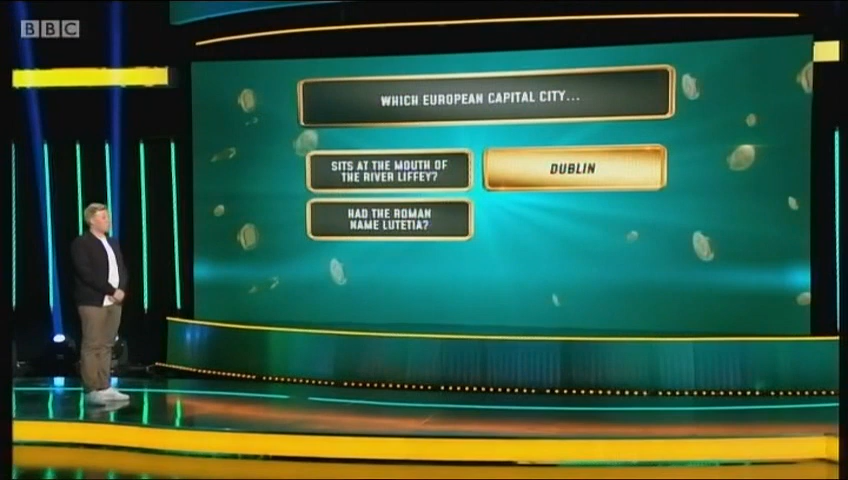 BBC
WHICH EUROPEAN CAPITAL CITY...
SITS AT THE MOUTH OF
THE RIVER LIFFEY?
DUBLIN
HAD THE ROMAN
NAME LUTETIA?